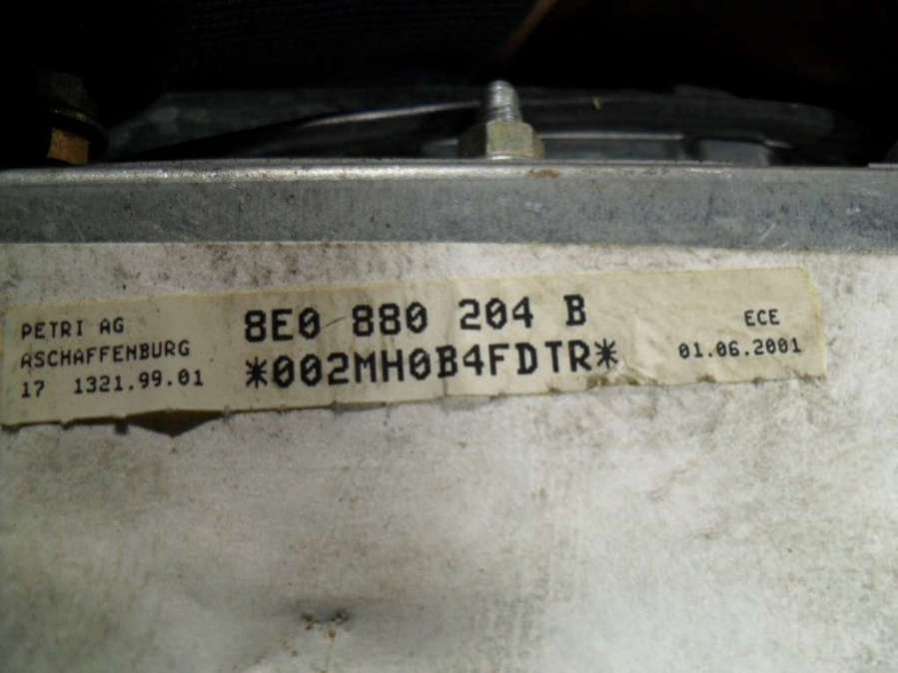 PETRI AG
ASCHAFFENBURG
17 1321.99.01
8E0 880 204 B
*002MH0B4FDTR*
ECE
01.06.2001